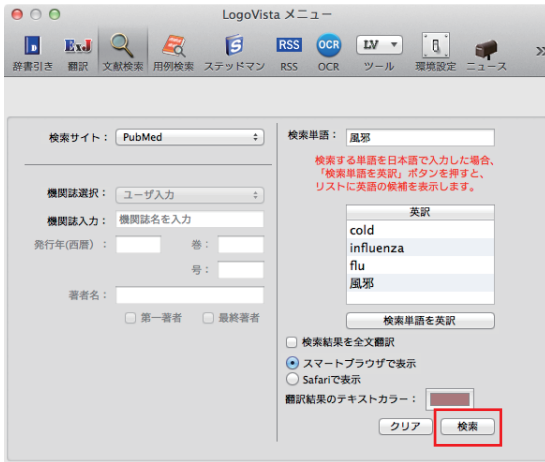 LogoVista メニュー
辞書引き 翻訳 文献検索 用例検索 ステッドマン RSS OCR ツール 環境設定 ニュース
D ExJ S RSS OCR LV
検索サイト： PubMed
機関誌選択： ユーザ入力
機関誌入力： 機関誌名を入力
発行年(西暦)： 巻：
号：
著者名：
第一著者 最終著者
検索単語： 風邪
検索する単語を日本語で入力した場合、
「検索単語を英訳」ボタンを押すと、
リストに英語の候補を表示します。
英訳
cold
influenza
flu
風邪
検索単語を英訳
検索結果を全文翻訳
スマートブラウザで表示
Safariで表示
翻訳結果のテキストカラー：
クリア 検索